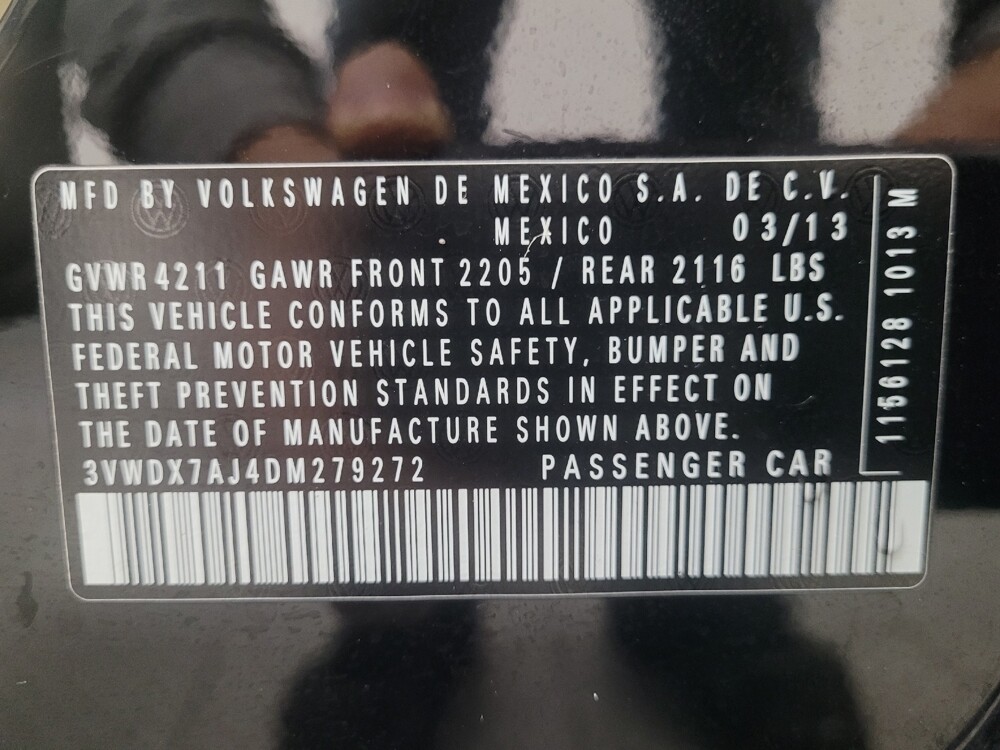 MFD BY VOLKSWAGEN DE MEXICO S.A. DE C.V.
MEXICO 03/13
GVWR 4211 GAWR FRONT 2205 / REAR 2116 LBS
THIS VEHICLE CONFORMS TO ALL APPLICABLE U.S.
FEDERAL MOTOR VEHICLE SAFETY, BUMPER AND
THEFT PREVENTION STANDARDS IN EFFECT ON
THE DATE OF MANUFACTURE SHOWN ABOVE.
3VWDX7AJ4DM279272 PASSENGER CAR
1156128 1013 M